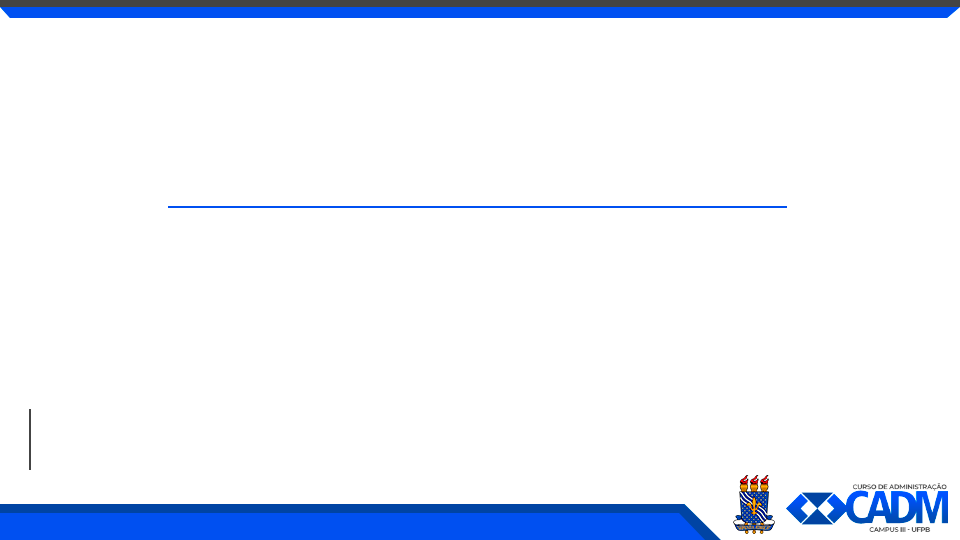 CURSO DE ADMINISTRAÇÃO
CADM
CAMPUS III - UFPB